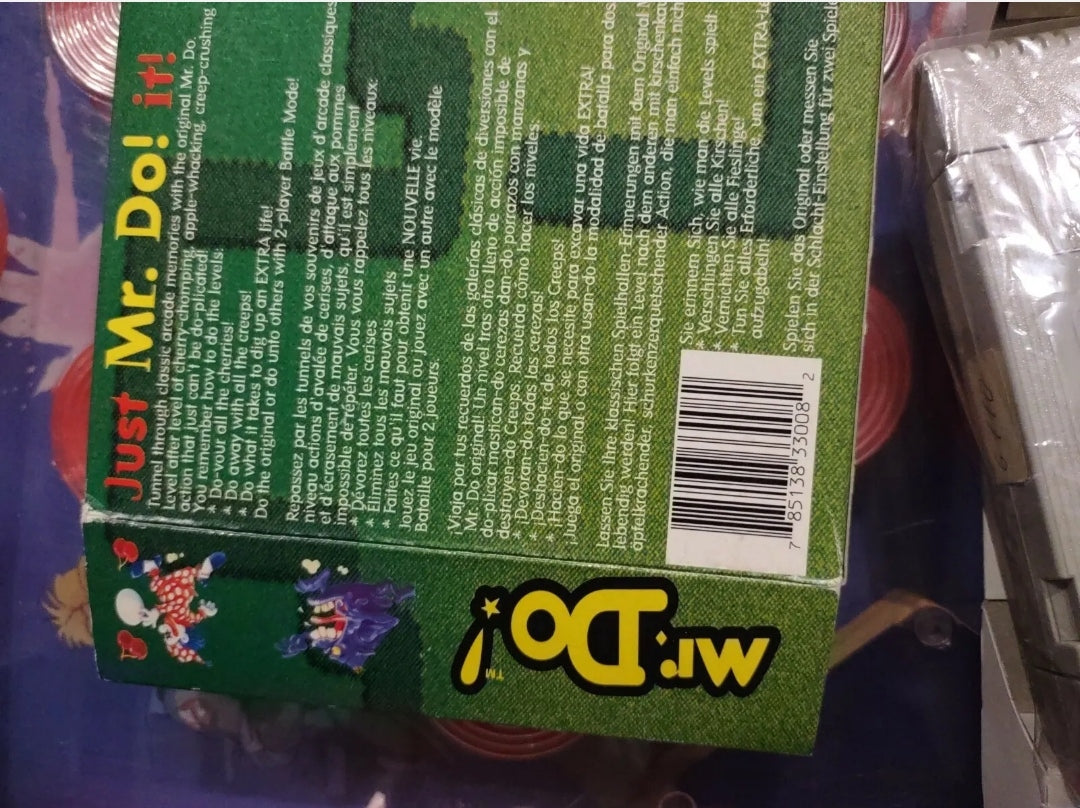 Just Mr. Do! it!
Tunnel through classic arcade memories with the original Mr. Do.
Level after level of cherry-chomping, apple-whacking, creep-crushing
action that just can't be do-plicated!
You remember how to do the levels:
* Do-vour all the cherries!
* Do away with all the creeps!
* Do what it takes to dig up an EXTRA life!
Do the original or do unto others with 2-player Battle Mode!
Repassez par les tunnels de vos souvenirs de jeux d'arcade classiques
niveau actions d'avalée de cerises, d'attaque aux pommes
et d'écrasement de mauvais sujets, qu'il est simplement
impossible de répéter. Vous vous rappelez tous les niveaux:
* Dévorez toutes les cerises
* Eliminez tous les mauvais sujets
* Faites ce qu'il faut pour obtenir une NOUVELLE vie
Jouez le jeu original ou jouez avec un autre avec le modèle
Bataille pour 2 joueurs
¡Viaja por tus recuerdos de las galerías clásicas de diversiones con el
Mr Do original! Un nivel tras otro lleno de acción imposible de
do-plicar mastican-do cerezas dan-do porrazos con manzanas y
destruyen-do Creeps. Recuerda cómo hacer los niveles:
* ¡Devoran-do todas las cerezas!
* ¡Deshacién-do de todos los Creeps!
* ¡Hacien-do lo que se necesite para excavar una vida EXTRA!
¡Juega el original o con otra usan-do la modalidad de batalla para dos
Lassen Sie Ihre klassischen Spielhallen-Erinnerungen mit dem Original M
lebendig werden! Hier folgt ein Level nach dem anderen mit kirschenkau
apfelkrachender, schurkenzerquetschender Action, die man einfach nich
Sie erinnern Sich, wie man die Levels spielt
* Verschlingen Sie alle Kirschen!
* Vernichten Sie alle Fieslinge!
* Tun Sie alles Erforderliche, um ein EXTRA-Le
aufzugabeln!
Spielen Sie das Original oder messen Sie
sich in der Schlacht-Einstellung für zwei Spiele
7 85138 33008 2
Mr. Do!
TM